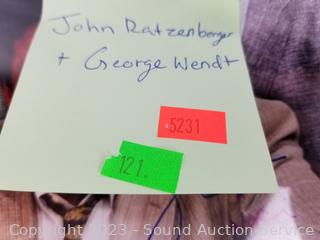 John Ratzenberger
+ George Wendt
5231
121.
Copyright 2023 - Sound Auction Service